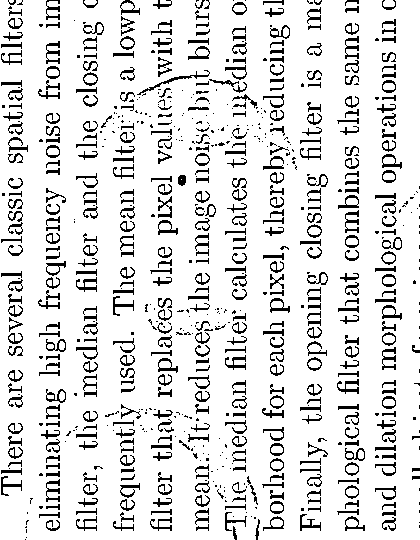 There are several classic spatial filters
eliminating high frequency noise from im
filter, the median filter and the closing
frequently used. The mean filter is a lowp
filter that replaces the pixel values with t
mean. It reduces the image noise but blurs
The median filter calculates the median o
borhood for each pixel, thereby reducing th
Finally, the opening closing filter is a ma
phological filter that combines the same
and dilation morphological operations in